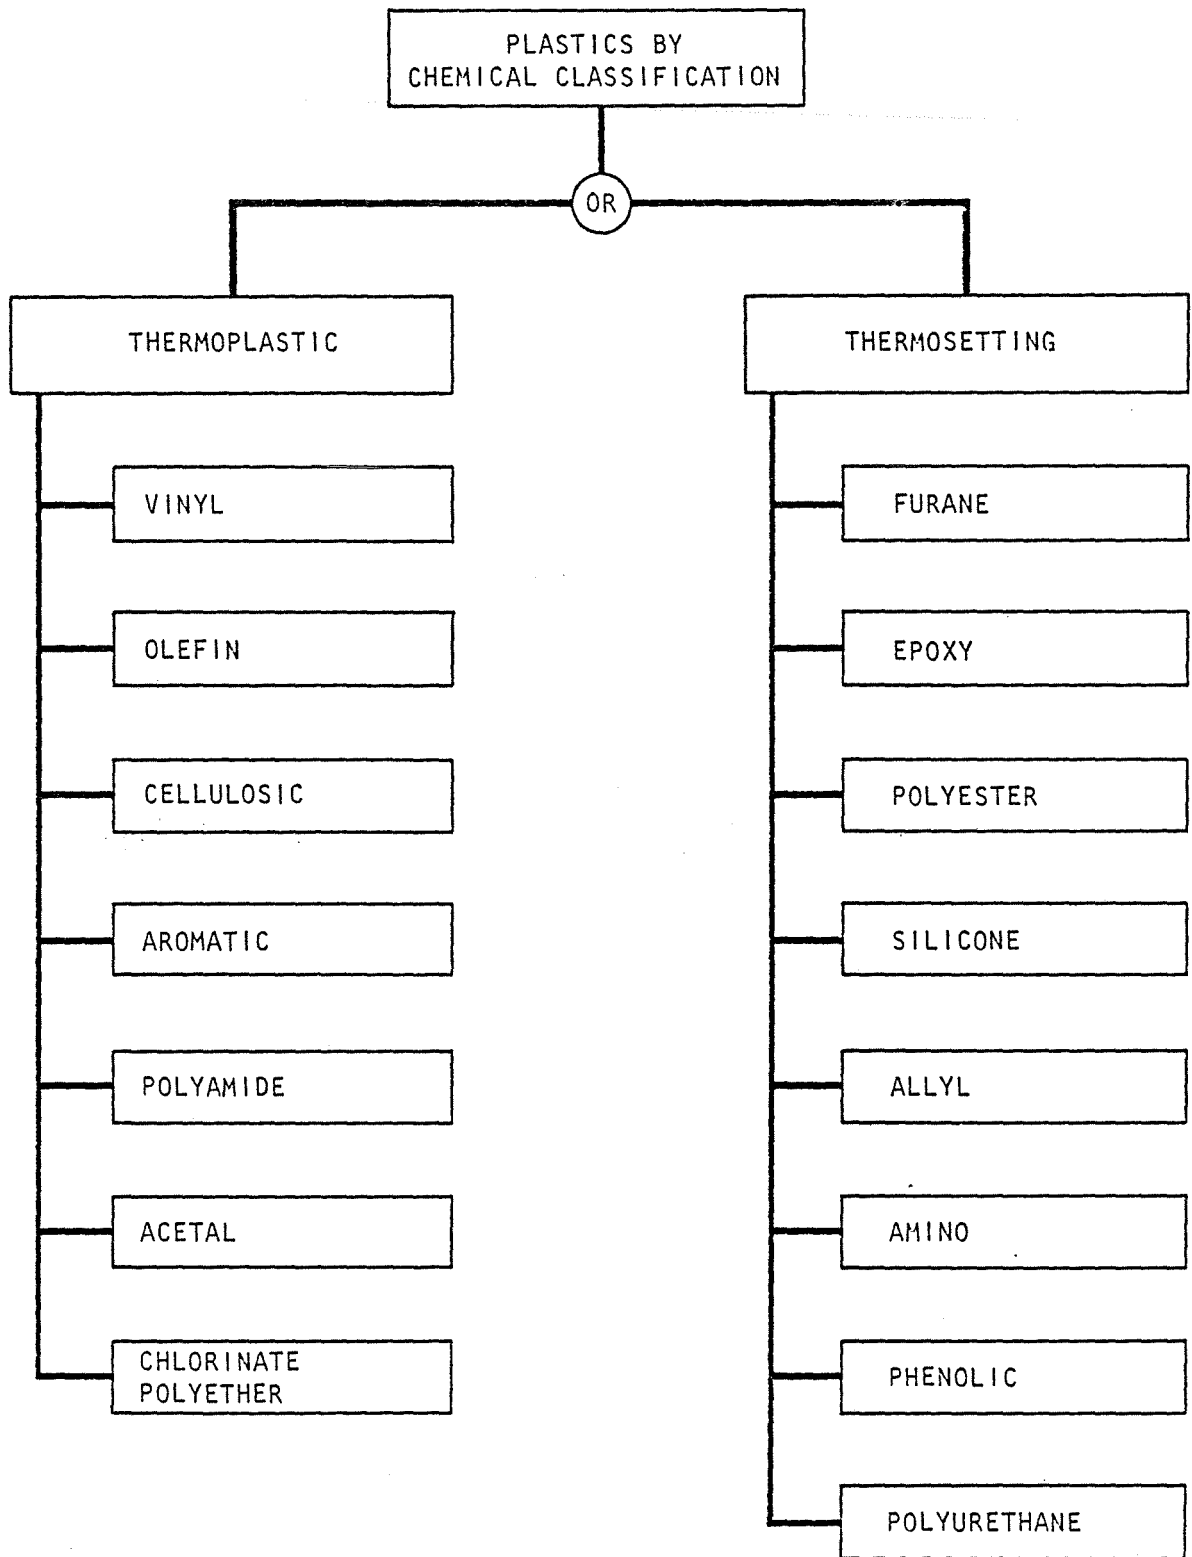 PLASTICS BY
CHEMICAL CLASSIFICATION
OR
THERMOPLASTIC
VINYL
OLEFIN
CELLULOSIC
AROMATIC
POLYAMIDE
ACETAL
CHLORINATE
POLYETHER
THERMOSETTING
FURANE
EPOXY
POLYESTER
SILICONE
ALLYL
AMINO
PHENOLIC
POLYURETHANE